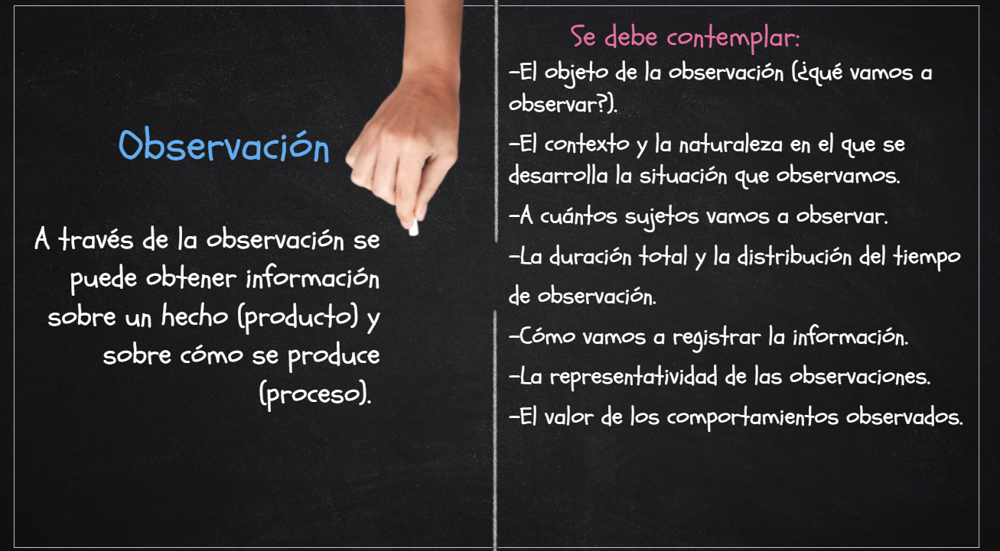 Observación
A través de la observación se
puede obtener información
sobre un hecho (producto) y
sobre cómo se produce
(proceso).
Se debe contemplar:
-El objeto de la observación (¿qué vamos a
observar?).
-El contexto y la naturaleza en el que se
desarrolla la situación que observamos.
-A cuántos sujetos vamos a observar.
-La duración total y la distribución del tiempo
de observación.
-Cómo vamos a registrar la información.
-La representatividad de las observaciones.
-El valor de los comportamientos observados.